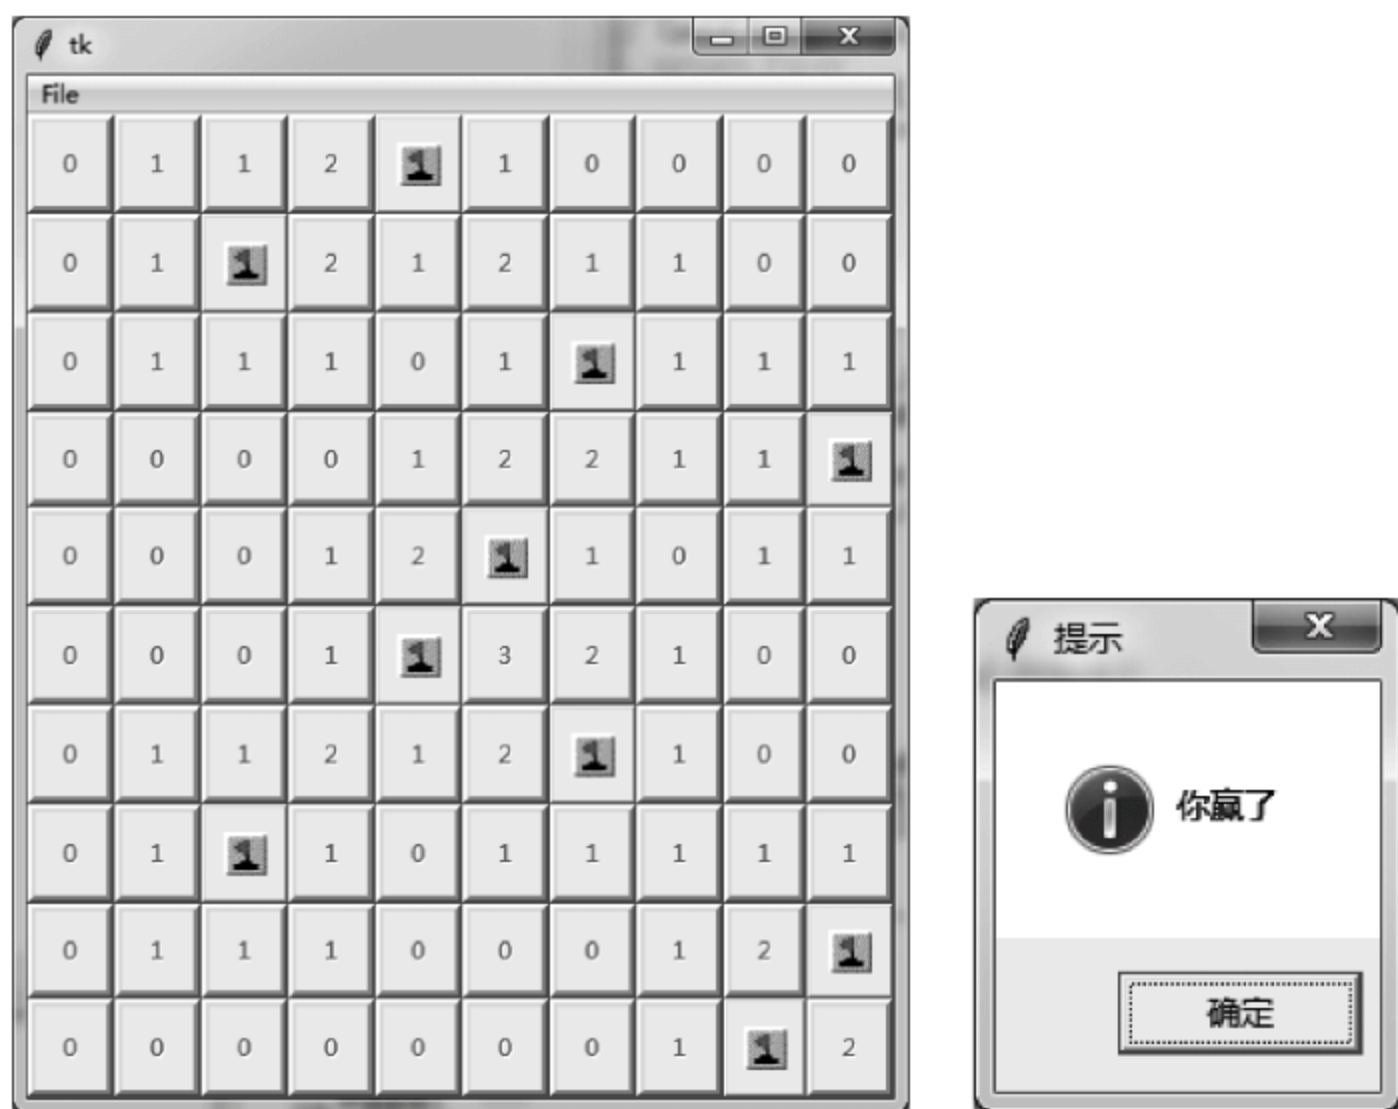 tk
File
0 1 1 2 1 0 0 0 0
0 1 2 1 2 1 1 0 0
0 1 1 1 0 1 1 1 1
0 0 0 0 1 2 2 1 1
0 0 0 1 2 1 0 1 1
0 0 0 1 3 2 1 0 0
0 1 1 2 1 2 1 0 0
0 1 1 0 1 1 1 1 1
0 1 1 1 0 0 0 1 2
0 0 0 0 0 0 0 1 2
提示
你赢了
确定